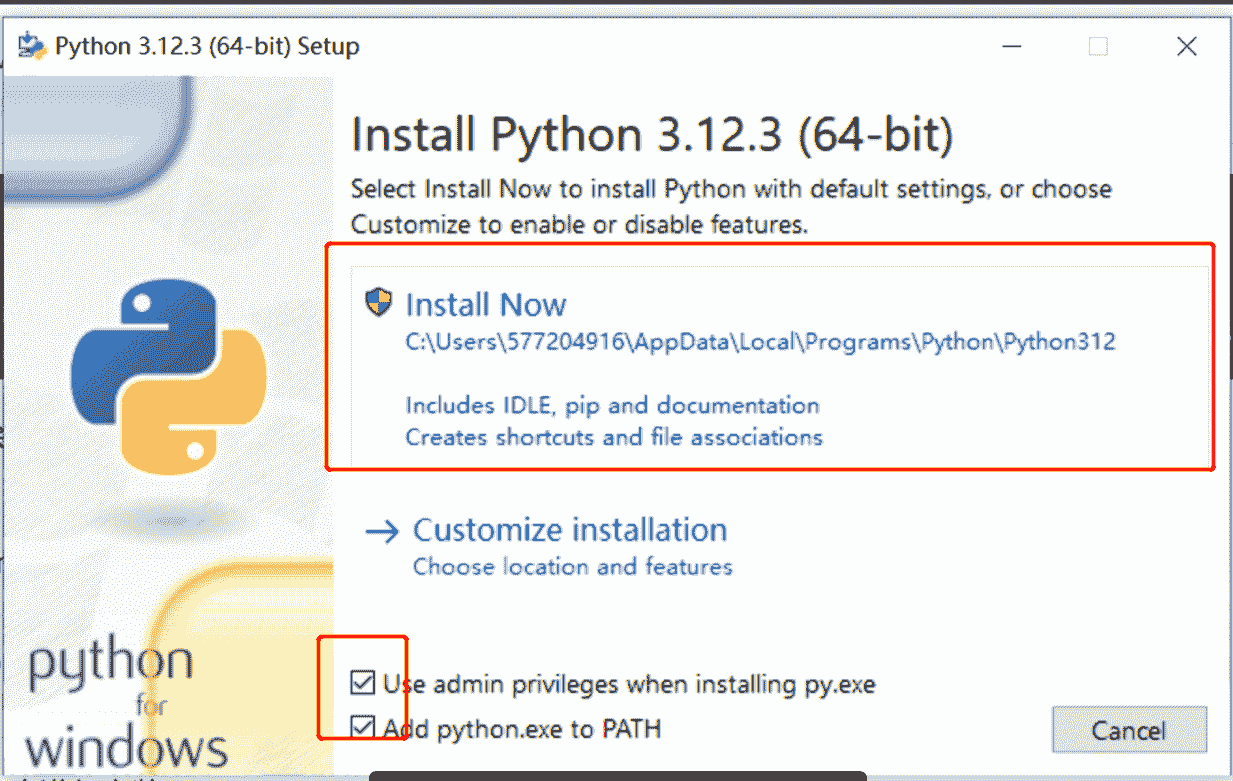 Python 3.12.3 (64-bit) Setup
Install Python 3.12.3 (64-bit)
Select Install Now to install Python with default settings, or choose
Customize to enable or disable features.
Install Now
C:\Users\577204916\AppData\Local\Programs\Python\Python312
Includes IDLE, pip and documentation
Creates shortcuts and file associations
Customize installation
Choose location and features
Use admin privileges when installing py.exe
Add python.exe to PATH
Cancel
python
for
windows